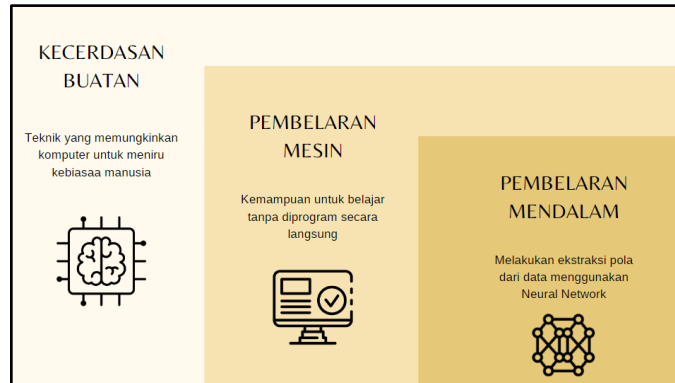 KECERDASAN
BUATAN
Teknik yang memungkinkan
komputer untuk meniru
kebiasaa manusia
PEMBELARAN
MESIN
Kemampuan untuk belajar
tanpa diprogram secara
langsung
PEMBELARAN
MENDALAM
Melakukan ekstraksi pola
dari data menggunakan
Neural Network